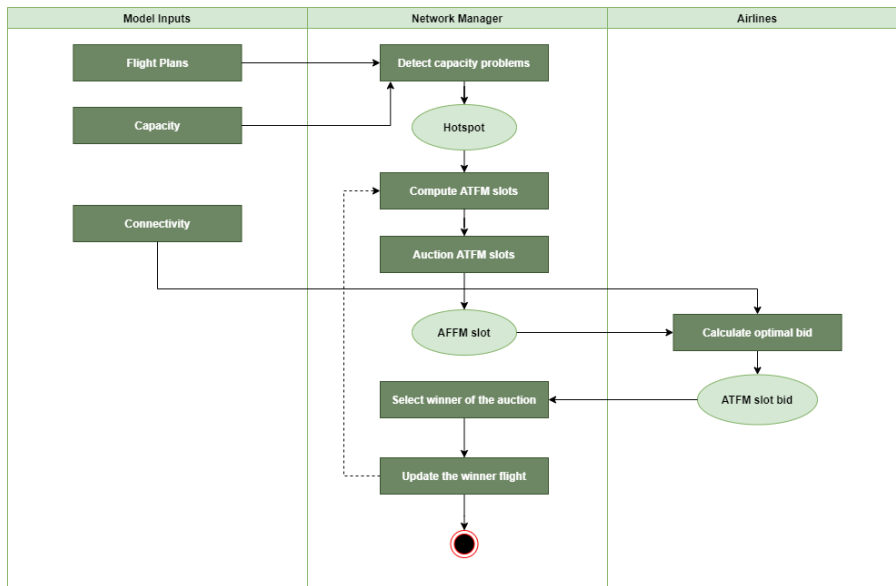 Model Inputs
Network Manager
Airlines
Flight Plans
Detect capacity problems
Capacity
Hotspot
Compute ATFM slots
Connectivity
Auction ATFM slots
AFFM slot
Calculate optimal bid
Select winner of the auction
ATFM slot bid
Update the winner flight